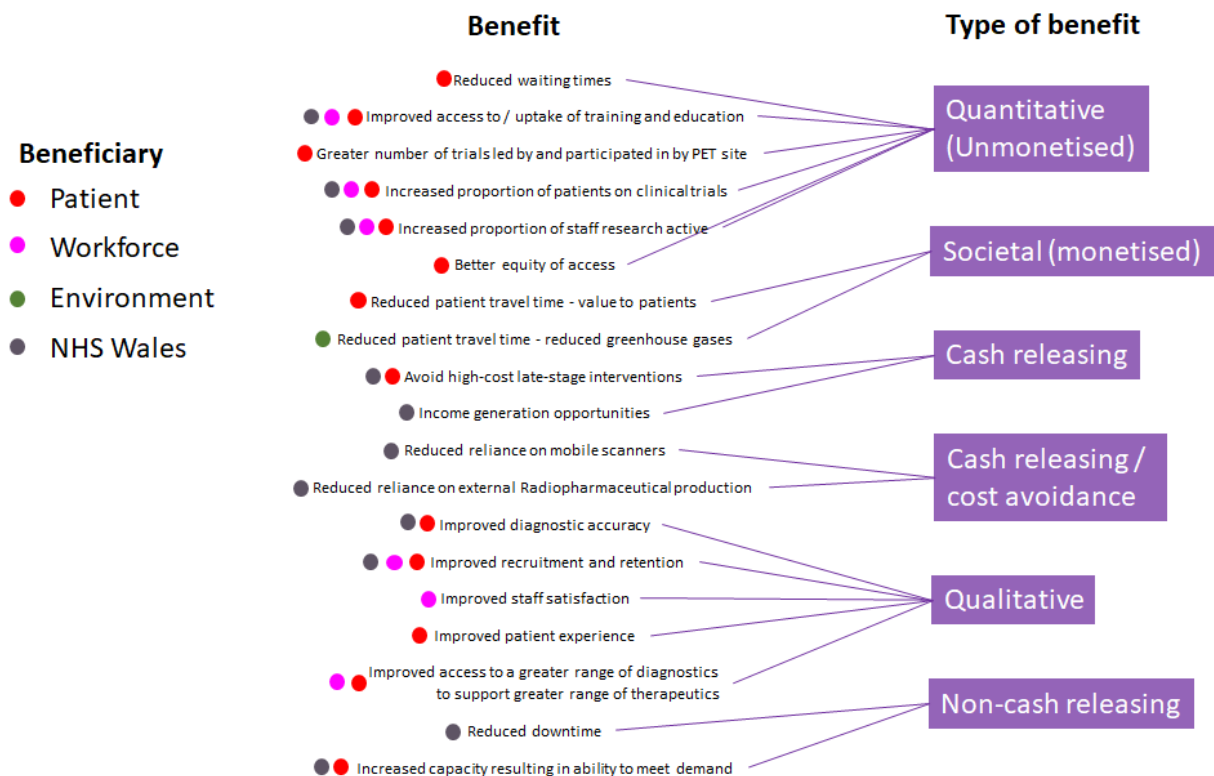 Benefit
Type of benefit
Beneficiary
Patient
Workforce
Environment
NHS Wales
Reduced waiting times
Improved access to / uptake of training and education
Greater number of trials led by and participated in by PET site
Increased proportion of patients on clinical trials
Increased proportion of staff research active
Better equity of access
Reduced patient travel time - value to patients
Reduced patient travel time - reduced greenhouse gases
Avoid high-cost late-stage interventions
Income generation opportunities
Reduced reliance on mobile scanners
Reduced reliance on external Radiopharmaceutical production
Improved diagnostic accuracy
Improved recruitment and retention
Improved staff satisfaction
Improved patient experience
Improved access to a greater range of diagnostics
to support greater range of therapeutics
Reduced downtime
Increased capacity resulting in ability to meet demand
Quantitative
(Unmonetised)
Societal (monetised)
Cash releasing
Cash releasing /
cost avoidance
Qualitative
Non-cash releasing